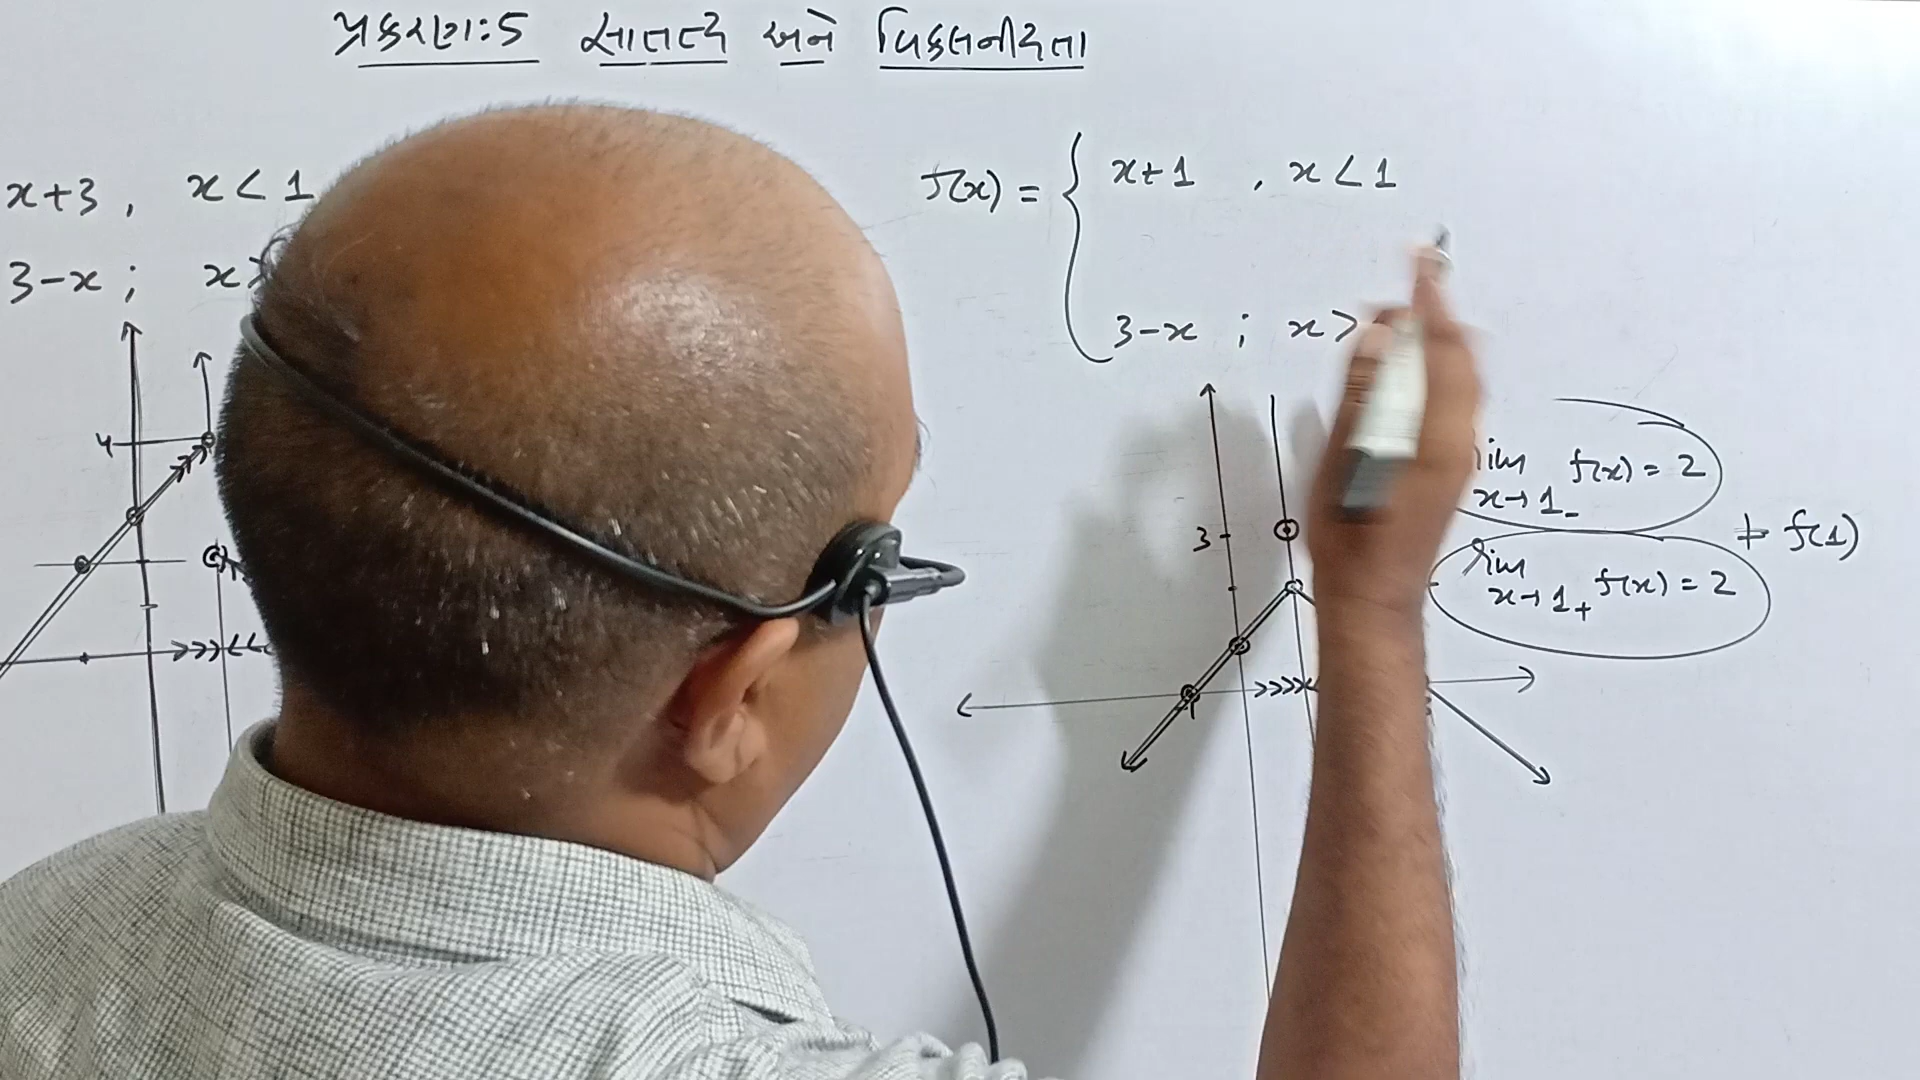 પ્રકરણ:5 સાતત્ય અને વિકલનીયતા
x+3, x<1
3-x; x>
4
f(x) = { x+1 , x<1
3-x ; x>
3
lim x→1- f(x) = 2
≠ f(1)
lim x→1+ f(x) = 2